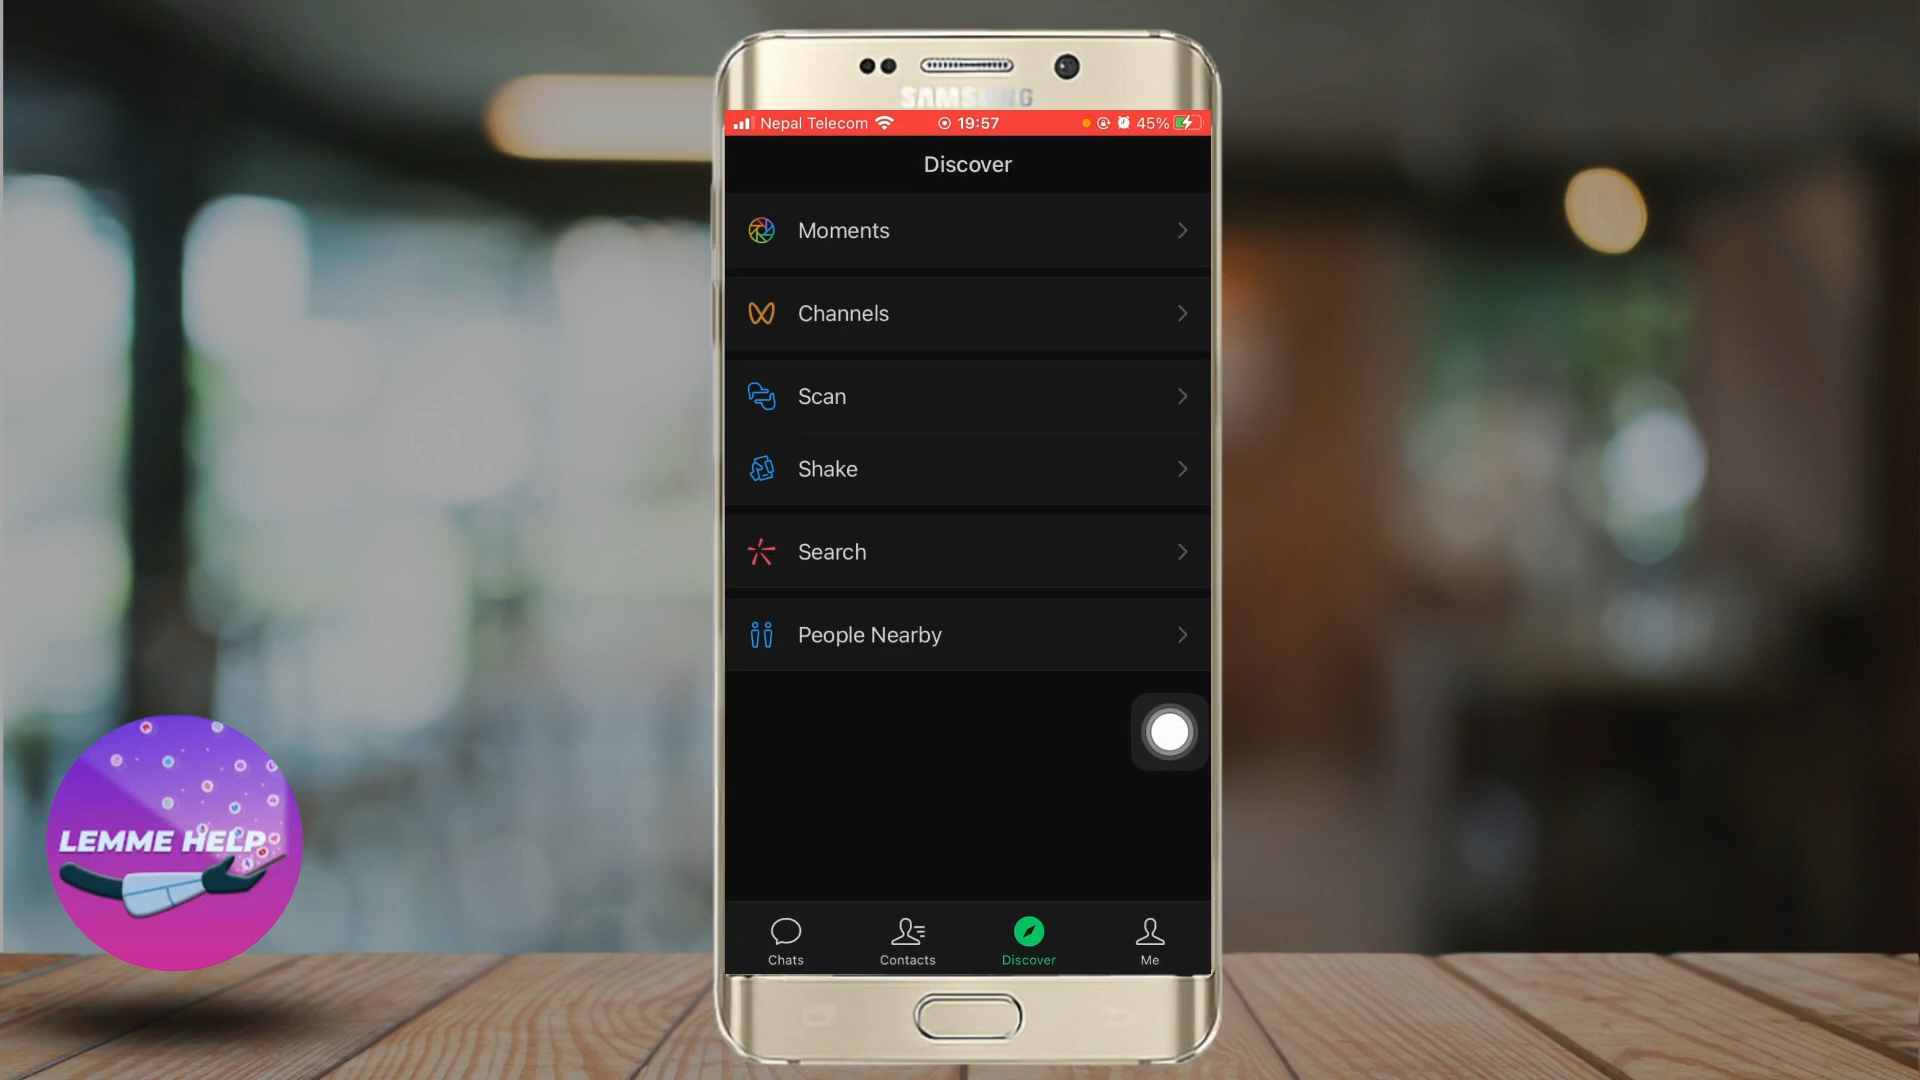 SAMSUNG
Nepal Telecom
19:57
45%
Discover
Moments
Channels
Scan
Shake
Search
People Nearby
LEMME HELP
Chats
Contacts
Discover
Me